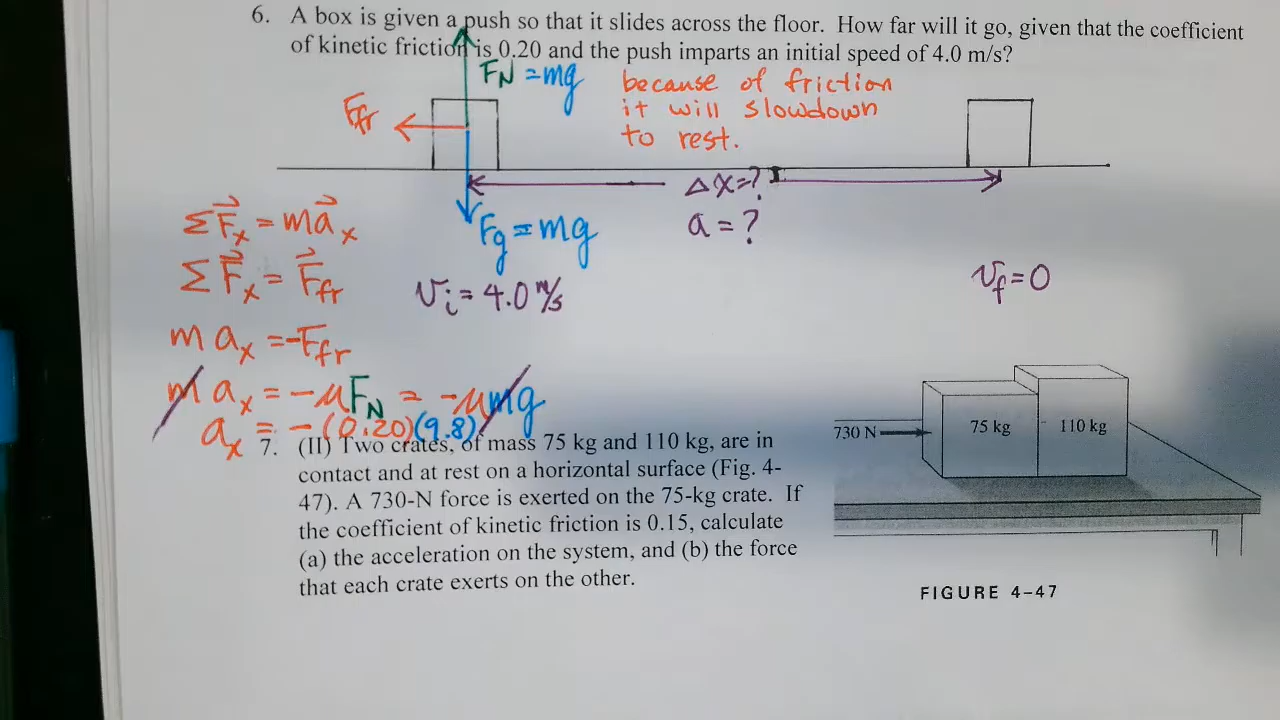 6. A box is given a push so that it slides across the floor. How far will it go, given that the coefficient
of kinetic friction is 0.20 and the push imparts an initial speed of 4.0 m/s?
FN = mg
because of friction
it will slowdown
to rest.
Ffr
Δx=?
Fg = mg
a = ?
ΣFx = max
ΣFx = Ffr
vi = 4.0 m/s
vf = 0
max = -Ffr
max = -μFN = -μmg
ax = -(0.20)(9.8)
7. (II) Two crates, of mass 75 kg and 110 kg, are in
contact and at rest on a horizontal surface (Fig. 4-
47). A 730-N force is exerted on the 75-kg crate. If
the coefficient of kinetic friction is 0.15, calculate
(a) the acceleration on the system, and (b) the force
that each crate exerts on the other.
730 N
75 kg
110 kg
FIGURE 4-47